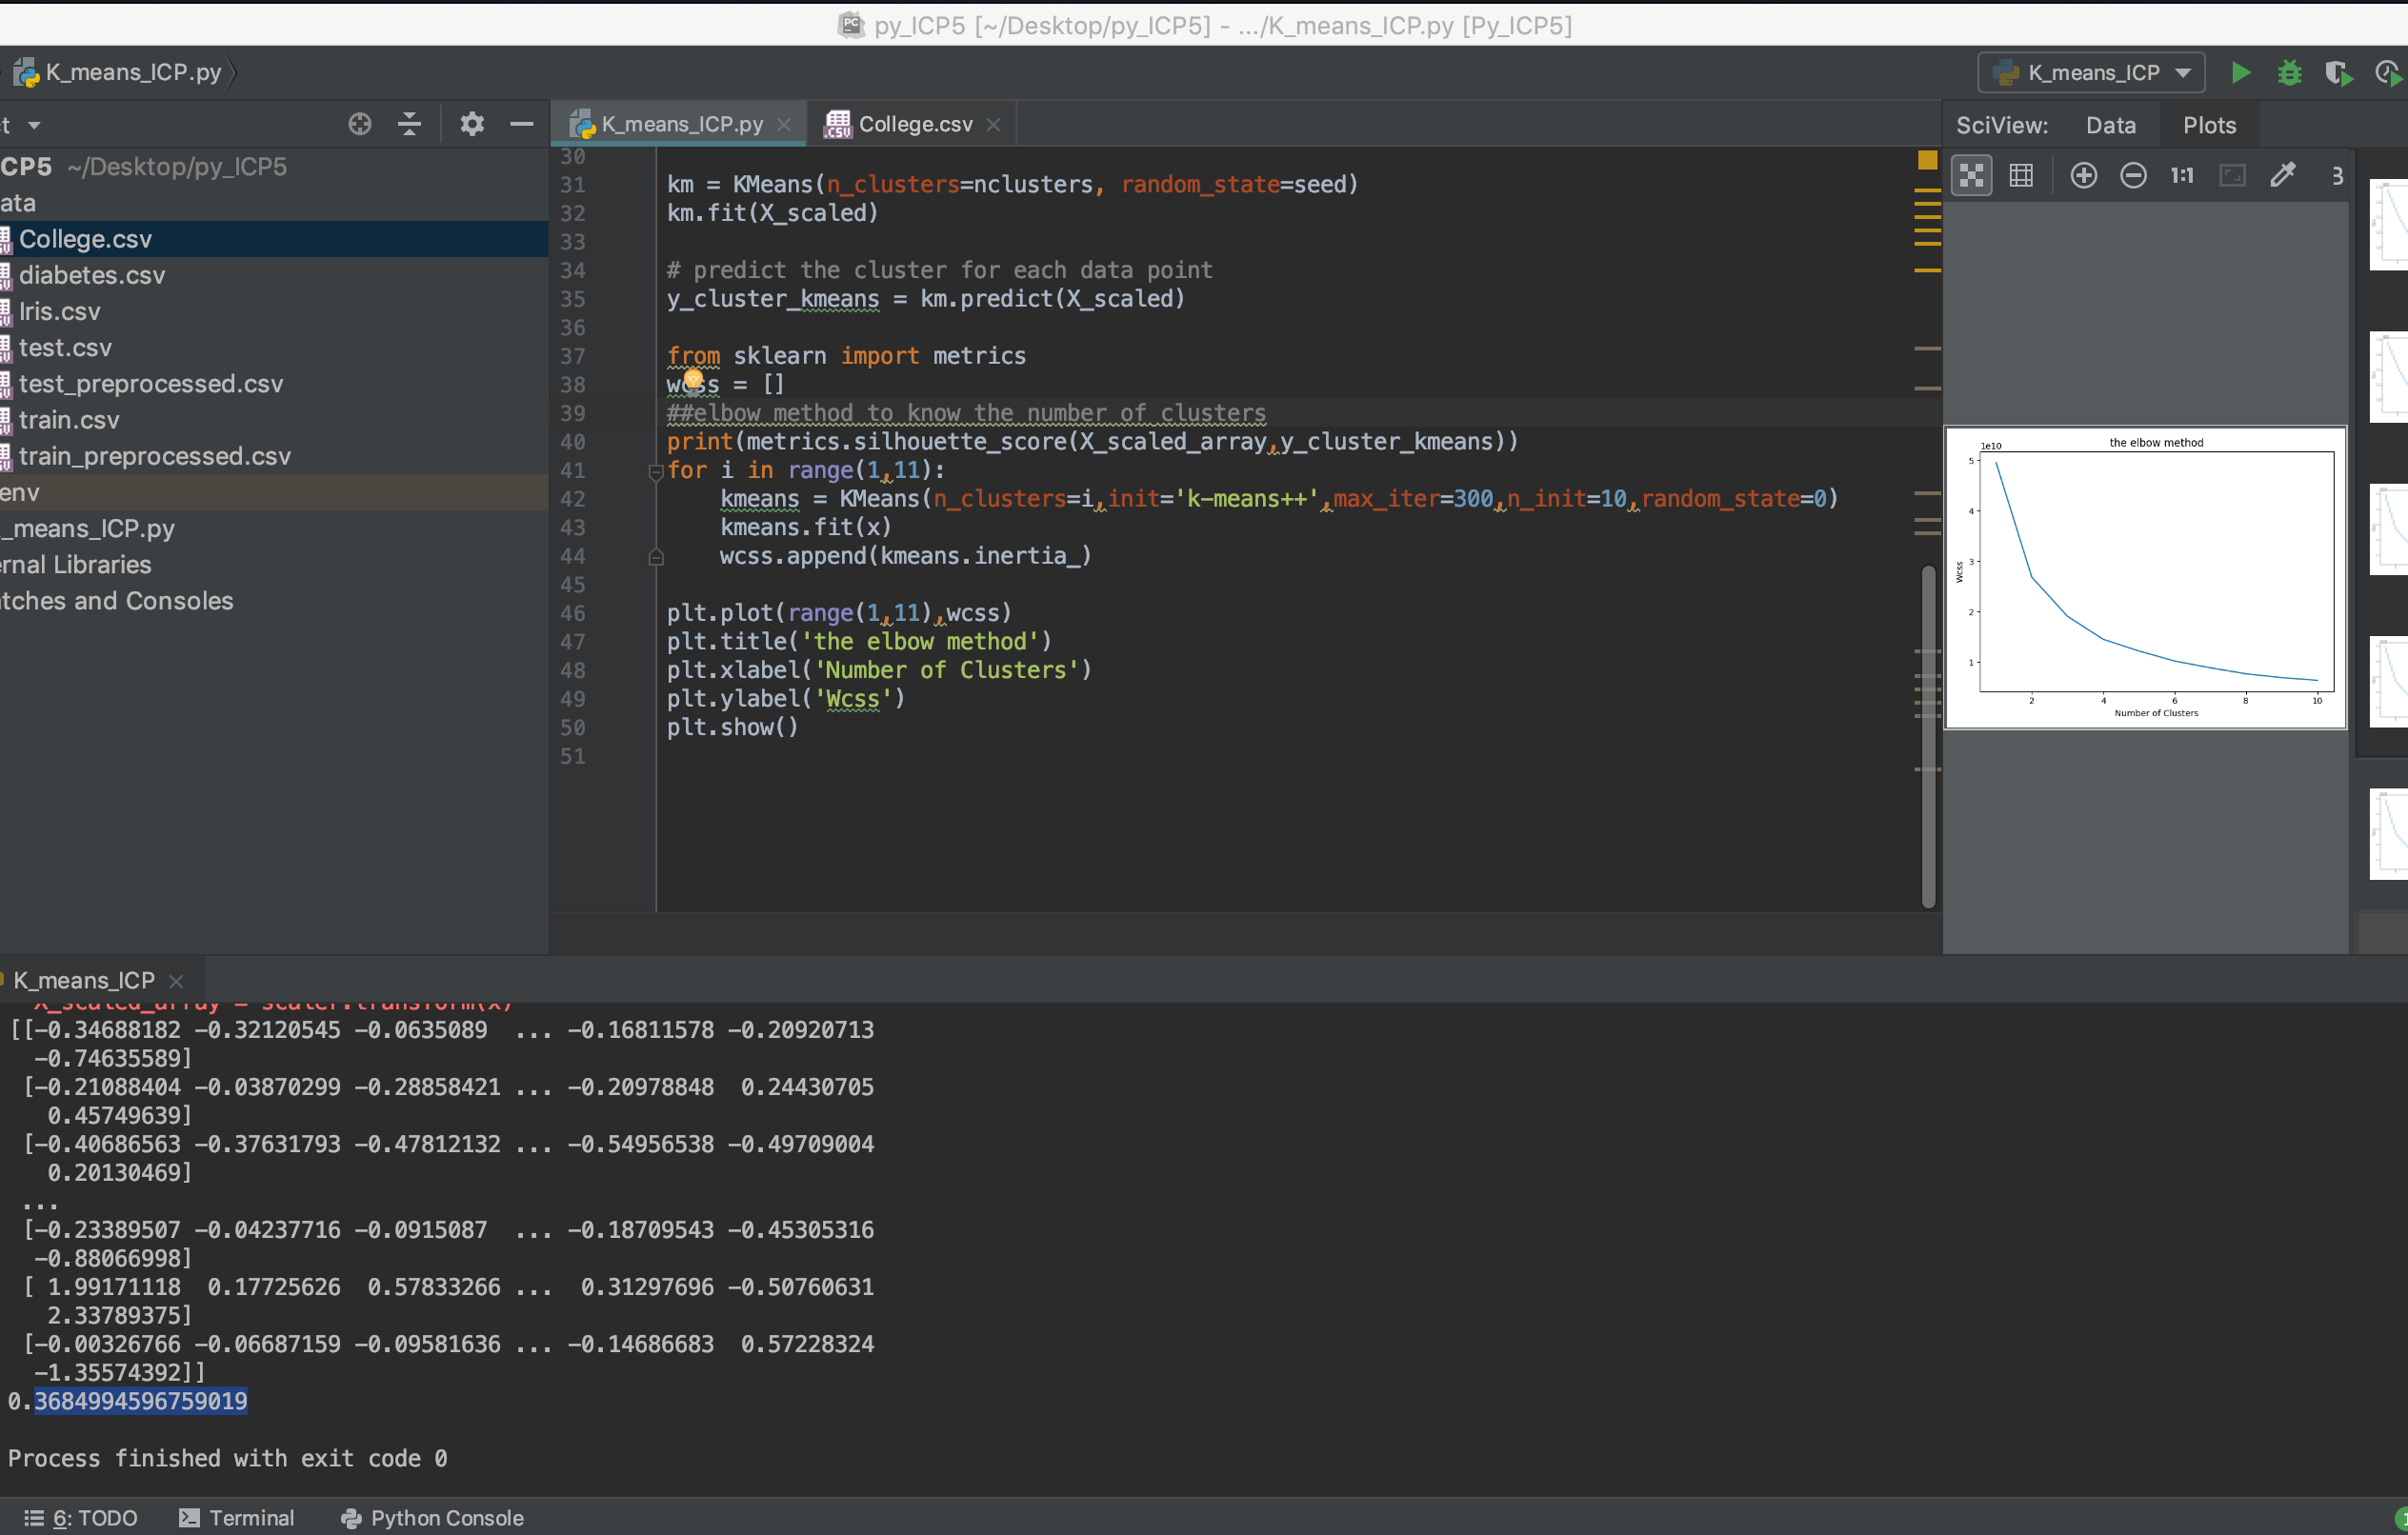 py_ICP5 [~/Desktop/py_ICP5] - .../K_means_ICP.py [Py_ICP5]
K_means_ICP.py
K_means_ICP
t
K_means_ICP.py
College.csv
SciView:
Data
Plots
CP5 ~/Desktop/py_ICP5
ata
College.csv
diabetes.csv
Iris.csv
test.csv
test_preprocessed.csv
train.csv
train_preprocessed.csv
env
_means_ICP.py
ernal Libraries
tches and Consoles
30
31 km = KMeans(n_clusters=nclusters, random_state=seed)
32 km.fit(X_scaled)
33
34 # predict the cluster for each data point
35 y_cluster_kmeans = km.predict(X_scaled)
36
37 from sklearn import metrics
38 wcss = []
39 ##elbow method to know the number of clusters
40 print(metrics.silhouette_score(X_scaled_array,y_cluster_kmeans))
41 for i in range(1,11):
42     kmeans = KMeans(n_clusters=i,init='k-means++',max_iter=300,n_init=10,random_state=0)
43     kmeans.fit(x)
44     wcss.append(kmeans.inertia_)
45
46 plt.plot(range(1,11),wcss)
47 plt.title('the elbow method')
48 plt.xlabel('Number of Clusters')
49 plt.ylabel('Wcss')
50 plt.show()
51
1:1
3
the elbow method
1e10
5
4
3
2
1
Wcss
2 4 6 8 10
Number of Clusters
K_means_ICP
X_scaled_array = scaler.transform(x)
[[-0.34688182 -0.32120545 -0.0635089  ... -0.16811578 -0.20920713
  -0.74635589]
 [-0.21088404 -0.03870299 -0.28858421 ... -0.20978848  0.24430705
   0.45749639]
 [-0.40686563 -0.37631793 -0.47812132 ... -0.54956538 -0.49709004
   0.20130469]
 ...
 [-0.23389507 -0.04237716 -0.0915087  ... -0.18709543 -0.45305316
  -0.88066998]
 [ 1.99171118  0.17725626  0.57833266 ...  0.31297696 -0.50760631
   2.33789375]
 [-0.00326766 -0.06687159 -0.09581636 ... -0.14686683  0.57228324
  -1.35574392]]
0.3684994596759019
Process finished with exit code 0
6: TODO
Terminal
Python Console